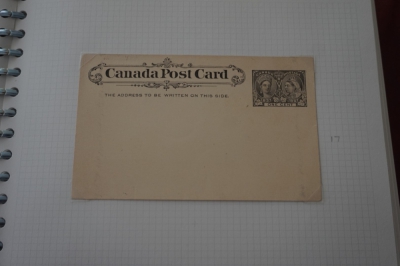 Canada Post Card
THE ADDRESS TO BE WRITTEN ON THIS SIDE.